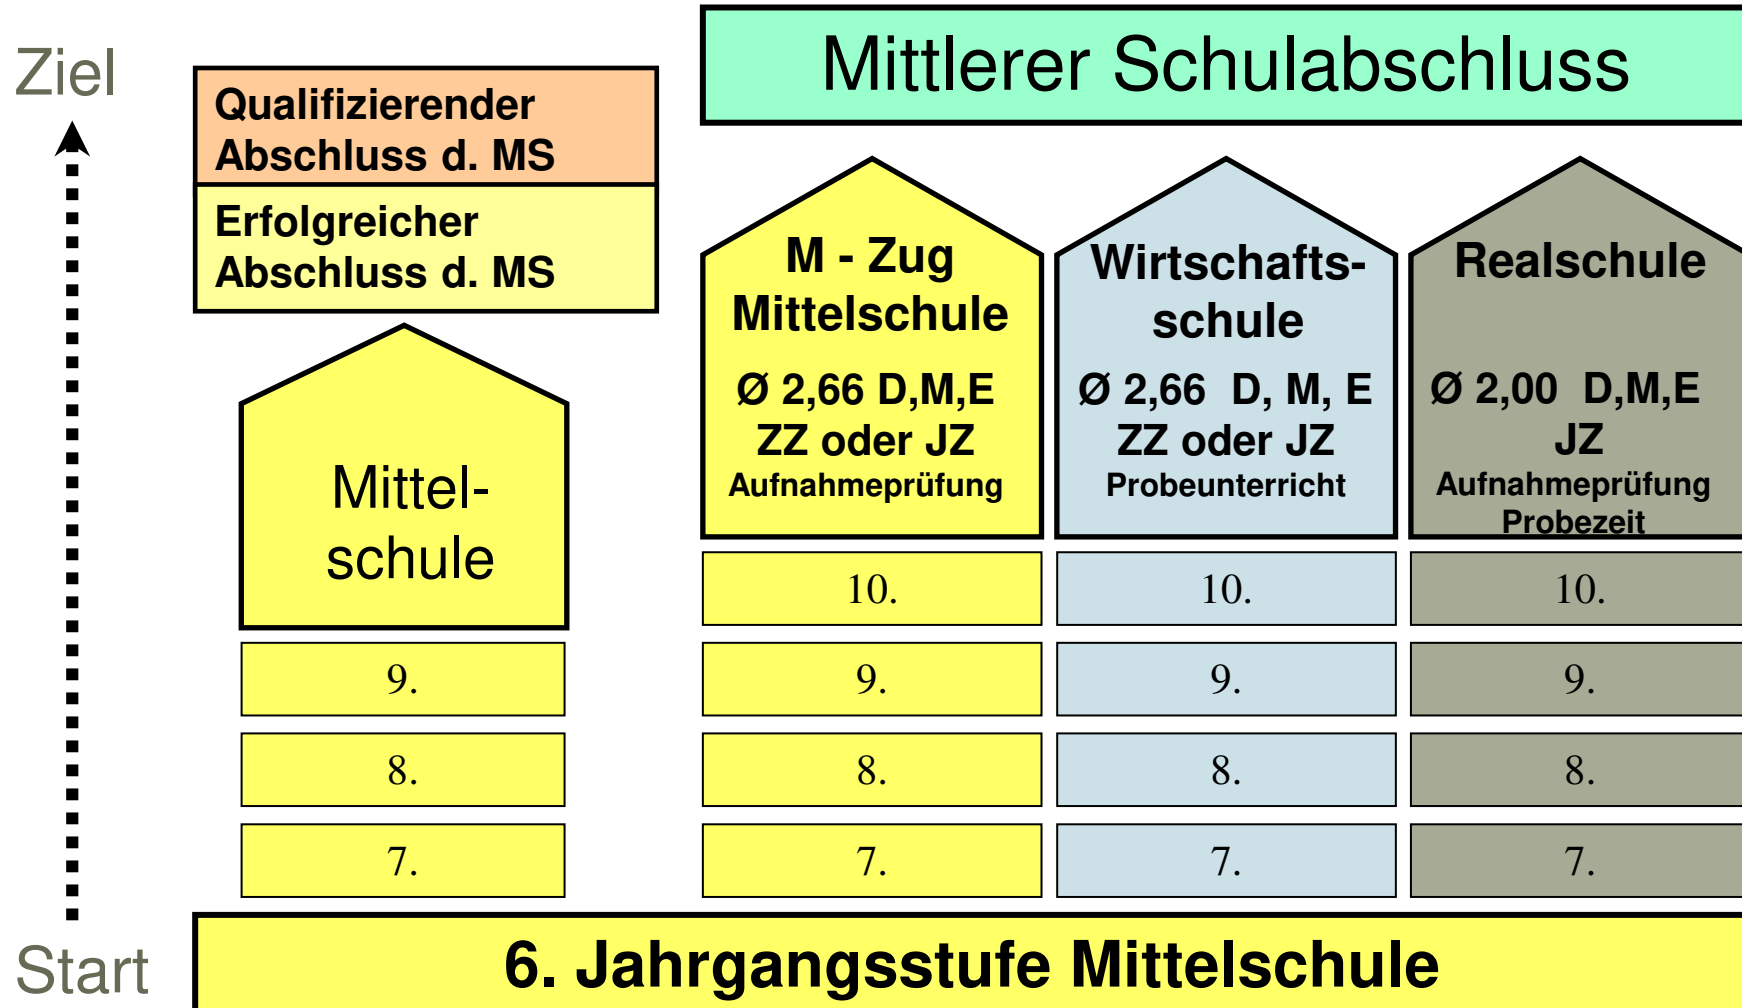 Ziel
Mittlerer Schulabschluss
Qualifizierender
Abschluss d. MS
Erfolgreicher
Abschluss d. MS
Mittel-
schule
9.
8.
7.
M - Zug
Mittelschule
Ø 2,66 D,M,E
ZZ oder JZ
Aufnahmeprüfung
10.
9.
8.
7.
Wirtschafts-
schule
Ø 2,66 D, M, E
ZZ oder JZ
Probeunterricht
10.
9.
8.
7.
Realschule
Ø 2,00 D,M,E
JZ
Aufnahmeprüfung
Probezeit
10.
9.
8.
7.
Start
6. Jahrgangsstufe Mittelschule